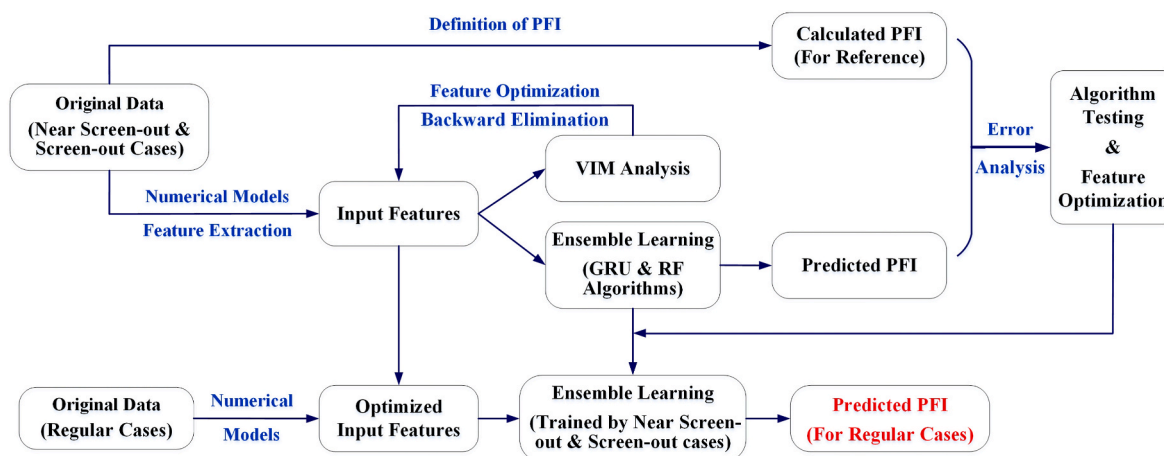 Definition of PFI
Calculated PFI
(For Reference)
Original Data
(Near Screen-out &
Screen-out Cases)
Feature Optimization
Backward Elimination
VIM Analysis
Error
Analysis
Algorithm
Testing
&
Feature
Optimization
Numerical Models
Feature Extraction
Input Features
Ensemble Learning
(GRU & RF
Algorithms)
Predicted PFI
Original Data
(Regular Cases)
Numerical
Models
Optimized
Input Features
Ensemble Learning
(Trained by Near Screen-
out & Screen-out cases)
Predicted PFI
(For Regular Cases)